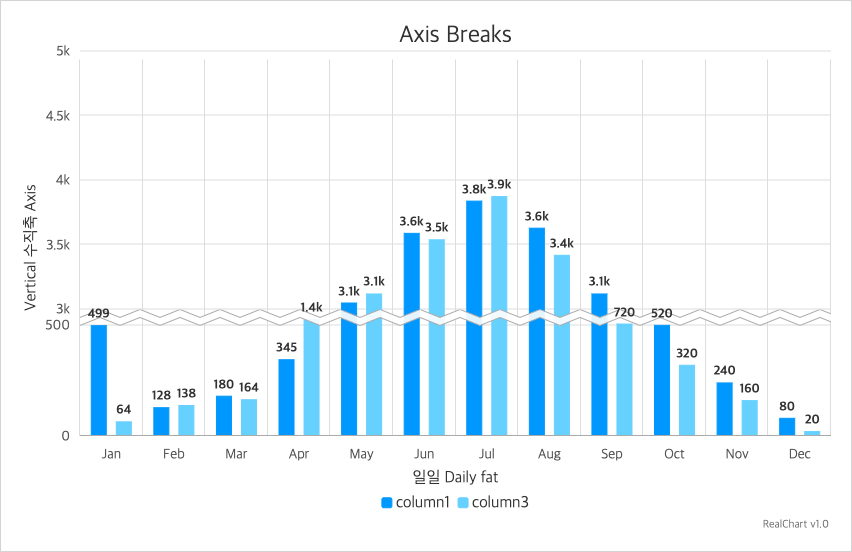 Axis Breaks
5k
4.5k
4k
3.5k
3k
500
0
Vertical 수직축 Axis
499
64
128
138
180
164
345
1.4k
3.1k
3.1k
3.6k
3.5k
3.8k
3.9k
3.6k
3.4k
3.1k
720
520
320
240
160
80
20
Jan Feb Mar Apr May Jun Jul Aug Sep Oct Nov Dec
일일 Daily fat
column1 column3
RealChart v1.0